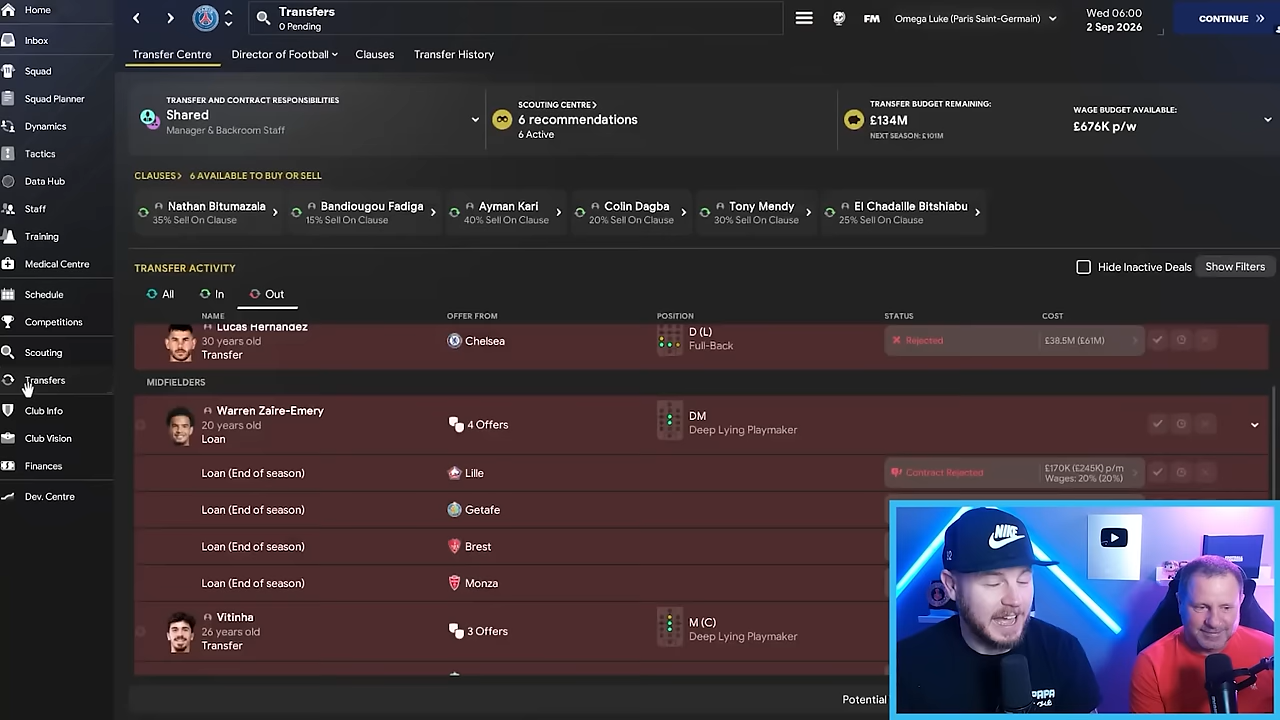 Home
Transfers
0 Pending
FM
Omega Luke (Paris Saint-Germain)
Wed 06:00
2 Sep 2026
CONTINUE
Inbox
Squad
Squad Planner
Dynamics
Tactics
Data Hub
Staff
Training
Medical Centre
Schedule
Competitions
Scouting
Transfers
Club Info
Club Vision
Finances
Dev. Centre
Transfer Centre
Director of Football
Clauses
Transfer History
TRANSFER AND CONTRACT RESPONSIBILITIES
Shared
Manager & Backroom Staff
SCOUTING CENTRE >
6 recommendations
6 Active
TRANSFER BUDGET REMAINING:
£134M
NEXT SEASON: £101M
WAGE BUDGET AVAILABLE:
£676K p/w
CLAUSES > 6 AVAILABLE TO BUY OR SELL
Nathan Bitumazala
35% Sell On Clause
Bandiougou Fadiga
15% Sell On Clause
Ayman Kari
40% Sell On Clause
Colin Dagba
20% Sell On Clause
Tony Mendy
30% Sell On Clause
El Chadaille Bitshiabu
25% Sell On Clause
TRANSFER ACTIVITY
Hide Inactive Deals
Show Filters
All
In
Out
NAME
OFFER FROM
POSITION
STATUS
COST
Lucas Hernandez
30 years old
Transfer
Chelsea
D (L)
Full-Back
Rejected
£38.5M (£61M)
MIDFIELDERS
Warren Zaïre-Emery
20 years old
Loan
4 Offers
DM
Deep Lying Playmaker
Loan (End of season)
Lille
Contract Rejected
£170K (£245K) p/m
Wages: 20% (20%)
Loan (End of season)
Getafe
Loan (End of season)
Brest
Loan (End of season)
Monza
Vitinha
26 years old
Transfer
3 Offers
M (C)
Deep Lying Playmaker
Potential
NIKE